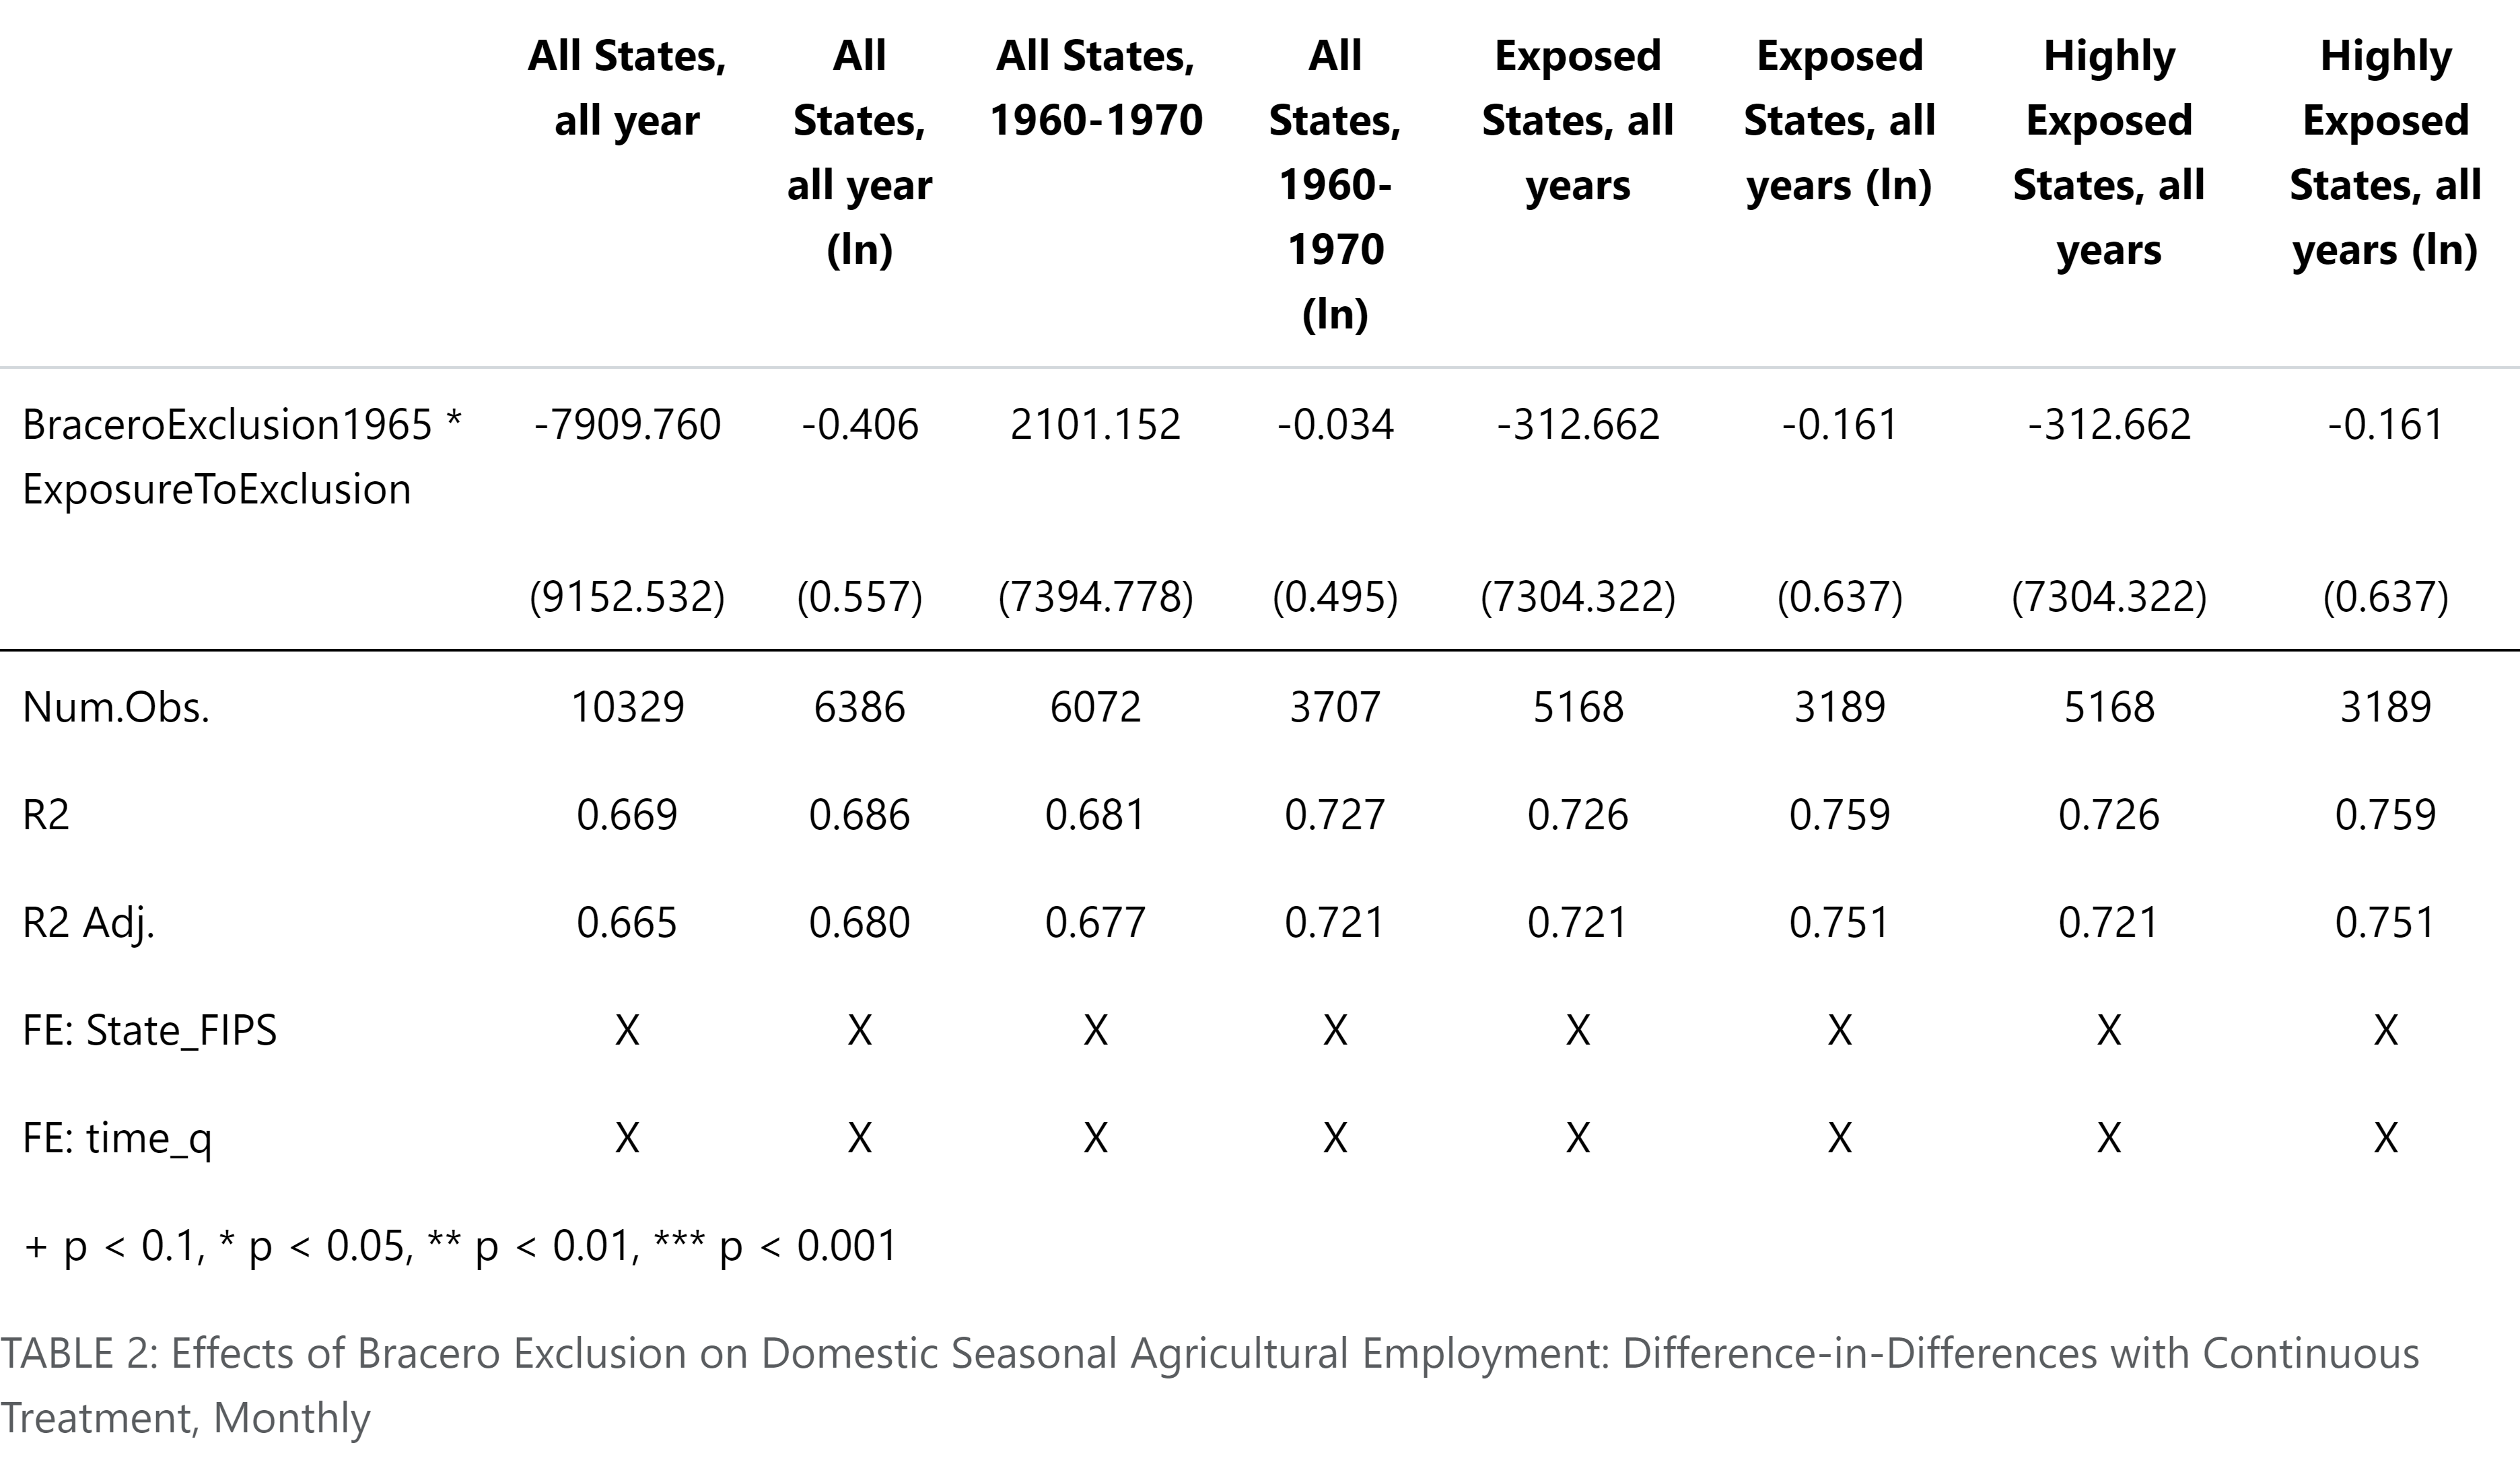 All States, All All States, All Exposed Exposed Highly Highly
all year States, 1960-1970 States, States, all States, all Exposed Exposed
all year 1960- years years (ln) States, all States, all
(ln) 1970 years years (ln)
(ln)
BraceroExclusion1965 * -7909.760 -0.406 2101.152 -0.034 -312.662 -0.161 -312.662 -0.161
ExposureToExclusion
(9152.532) (0.557) (7394.778) (0.495) (7304.322) (0.637) (7304.322) (0.637)
Num.Obs. 10329 6386 6072 3707 5168 3189 5168 3189
R2 0.669 0.686 0.681 0.727 0.726 0.759 0.726 0.759
R2 Adj. 0.665 0.680 0.677 0.721 0.721 0.751 0.721 0.751
FE: State_FIPS X X X X X X X X
FE: time_q X X X X X X X X
+ p < 0.1, * p < 0.05, ** p < 0.01, *** p < 0.001
TABLE 2: Effects of Bracero Exclusion on Domestic Seasonal Agricultural Employment: Difference-in-Differences with Continuous
Treatment, Monthly